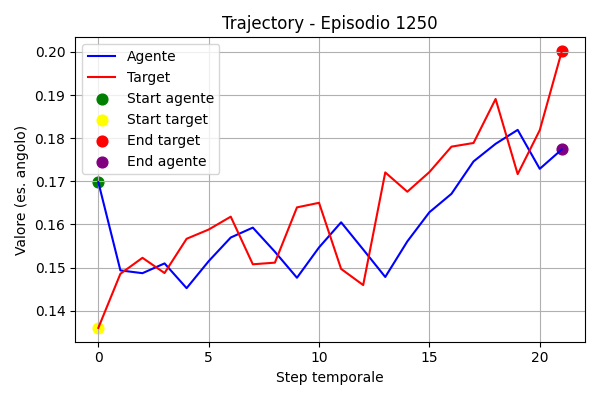 Trajectory - Episodio 1250
Valore (es. angolo)
0.20
0.19
0.18
0.17
0.16
0.15
0.14
Agente
Target
Start agente
Start target
End target
End agente
0 5 10 15 20
Step temporale